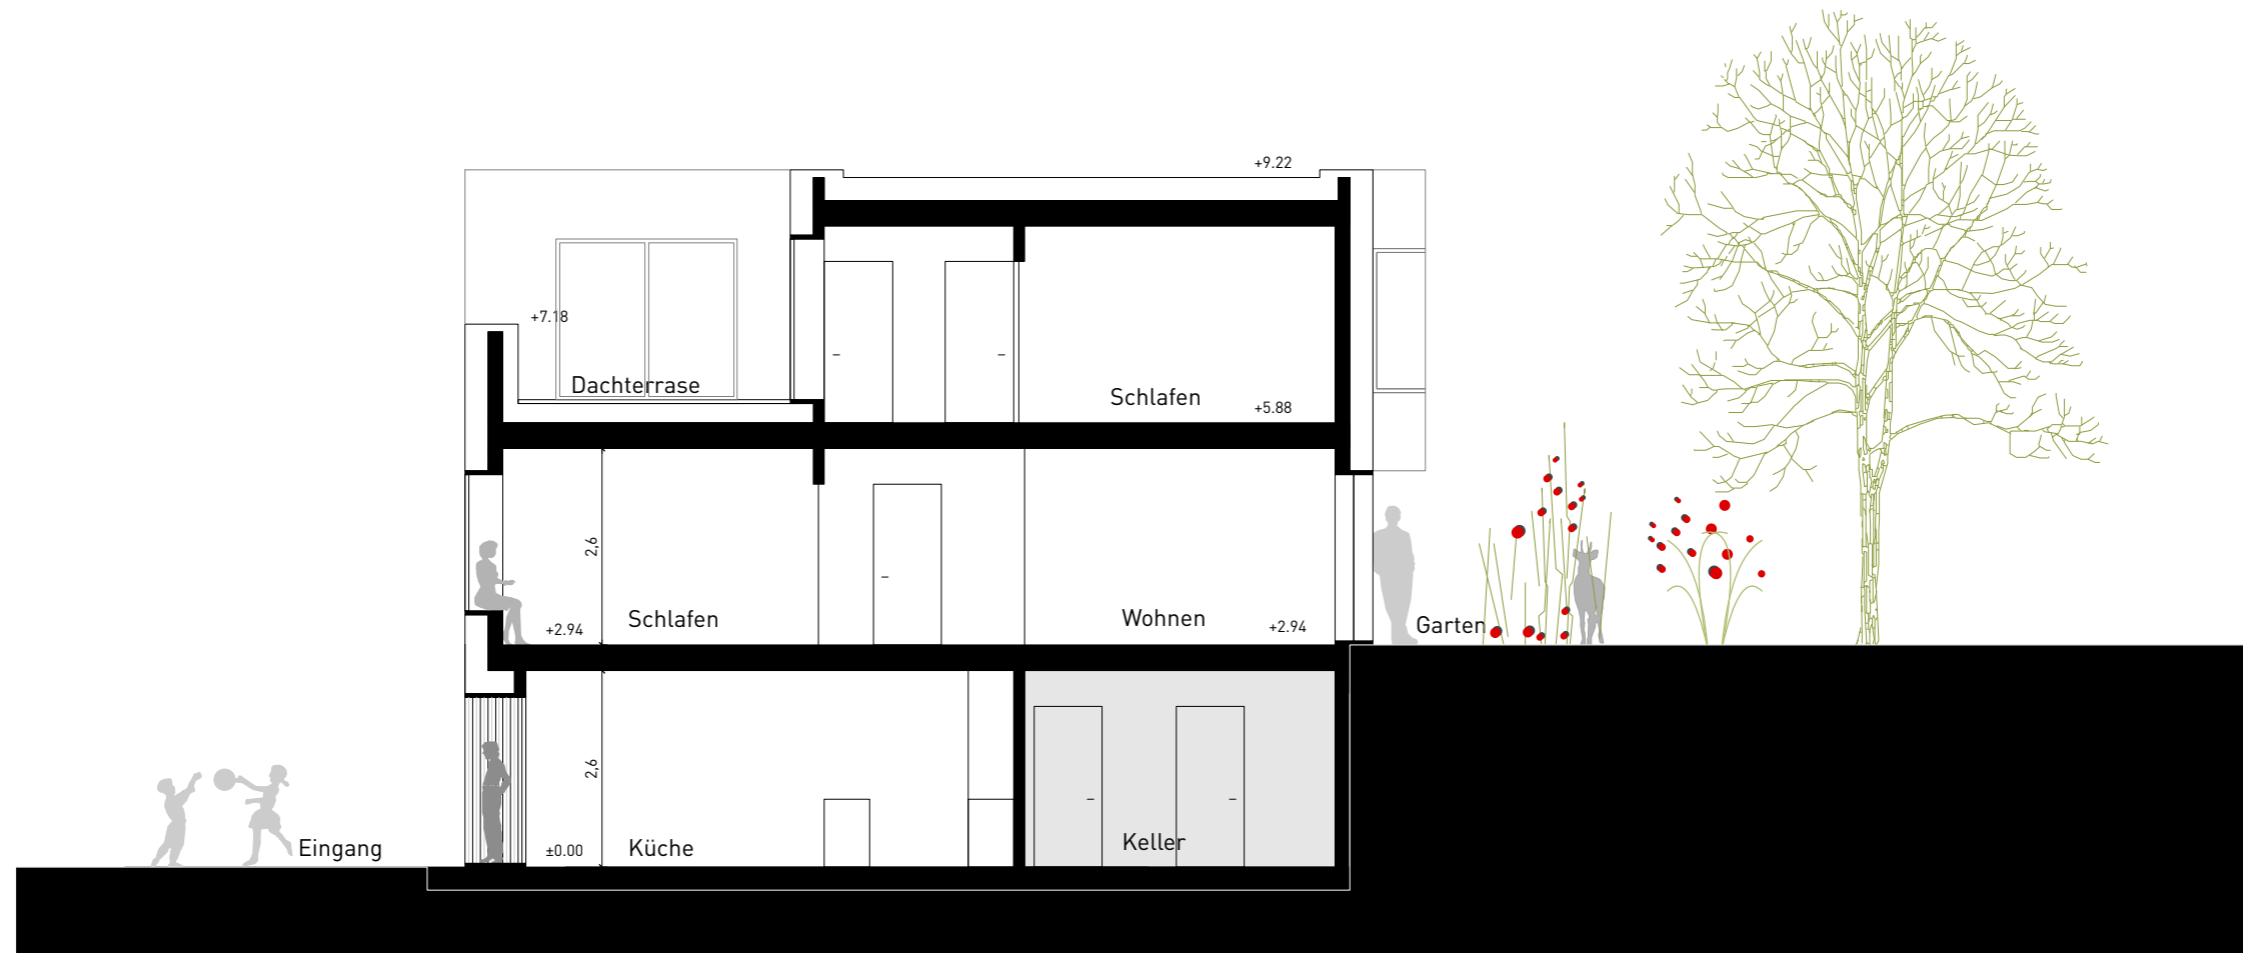 +9.22
+7.18
Dachterrase
Schlafen
+5.88
2,6
Schlafen
+2.94
Wohnen
+2.94
Garten
2,6
Eingang
±0.00
Küche
Keller